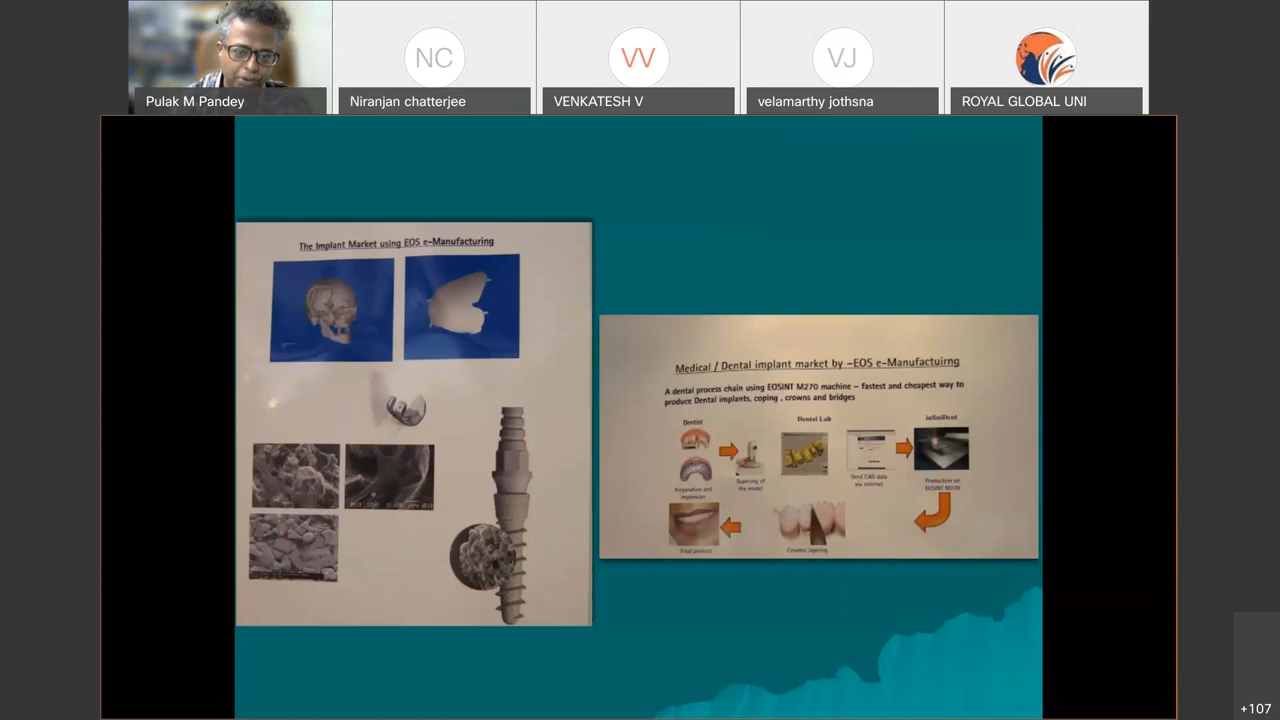 Pulak M Pandey
NC
Niranjan chatterjee
VV
VENKATESH V
VJ
velamarthy jothsna
ROYAL GLOBAL UNI
The Implant Market using EOS e-Manufacturing
Medical / Dental implant market by -EOS e-Manufactuirng
A dental process chain using EOSINT M270 machine - fastest and cheapest way to
produce Dental implants, coping , crowns and bridges
Dentist
Dental Lab
infiniDent
Preparation and
impression
Scanning of
the model
Send CAD data
via internet
Production on
EOSINT M270
Final product
Ceramic layering
+107